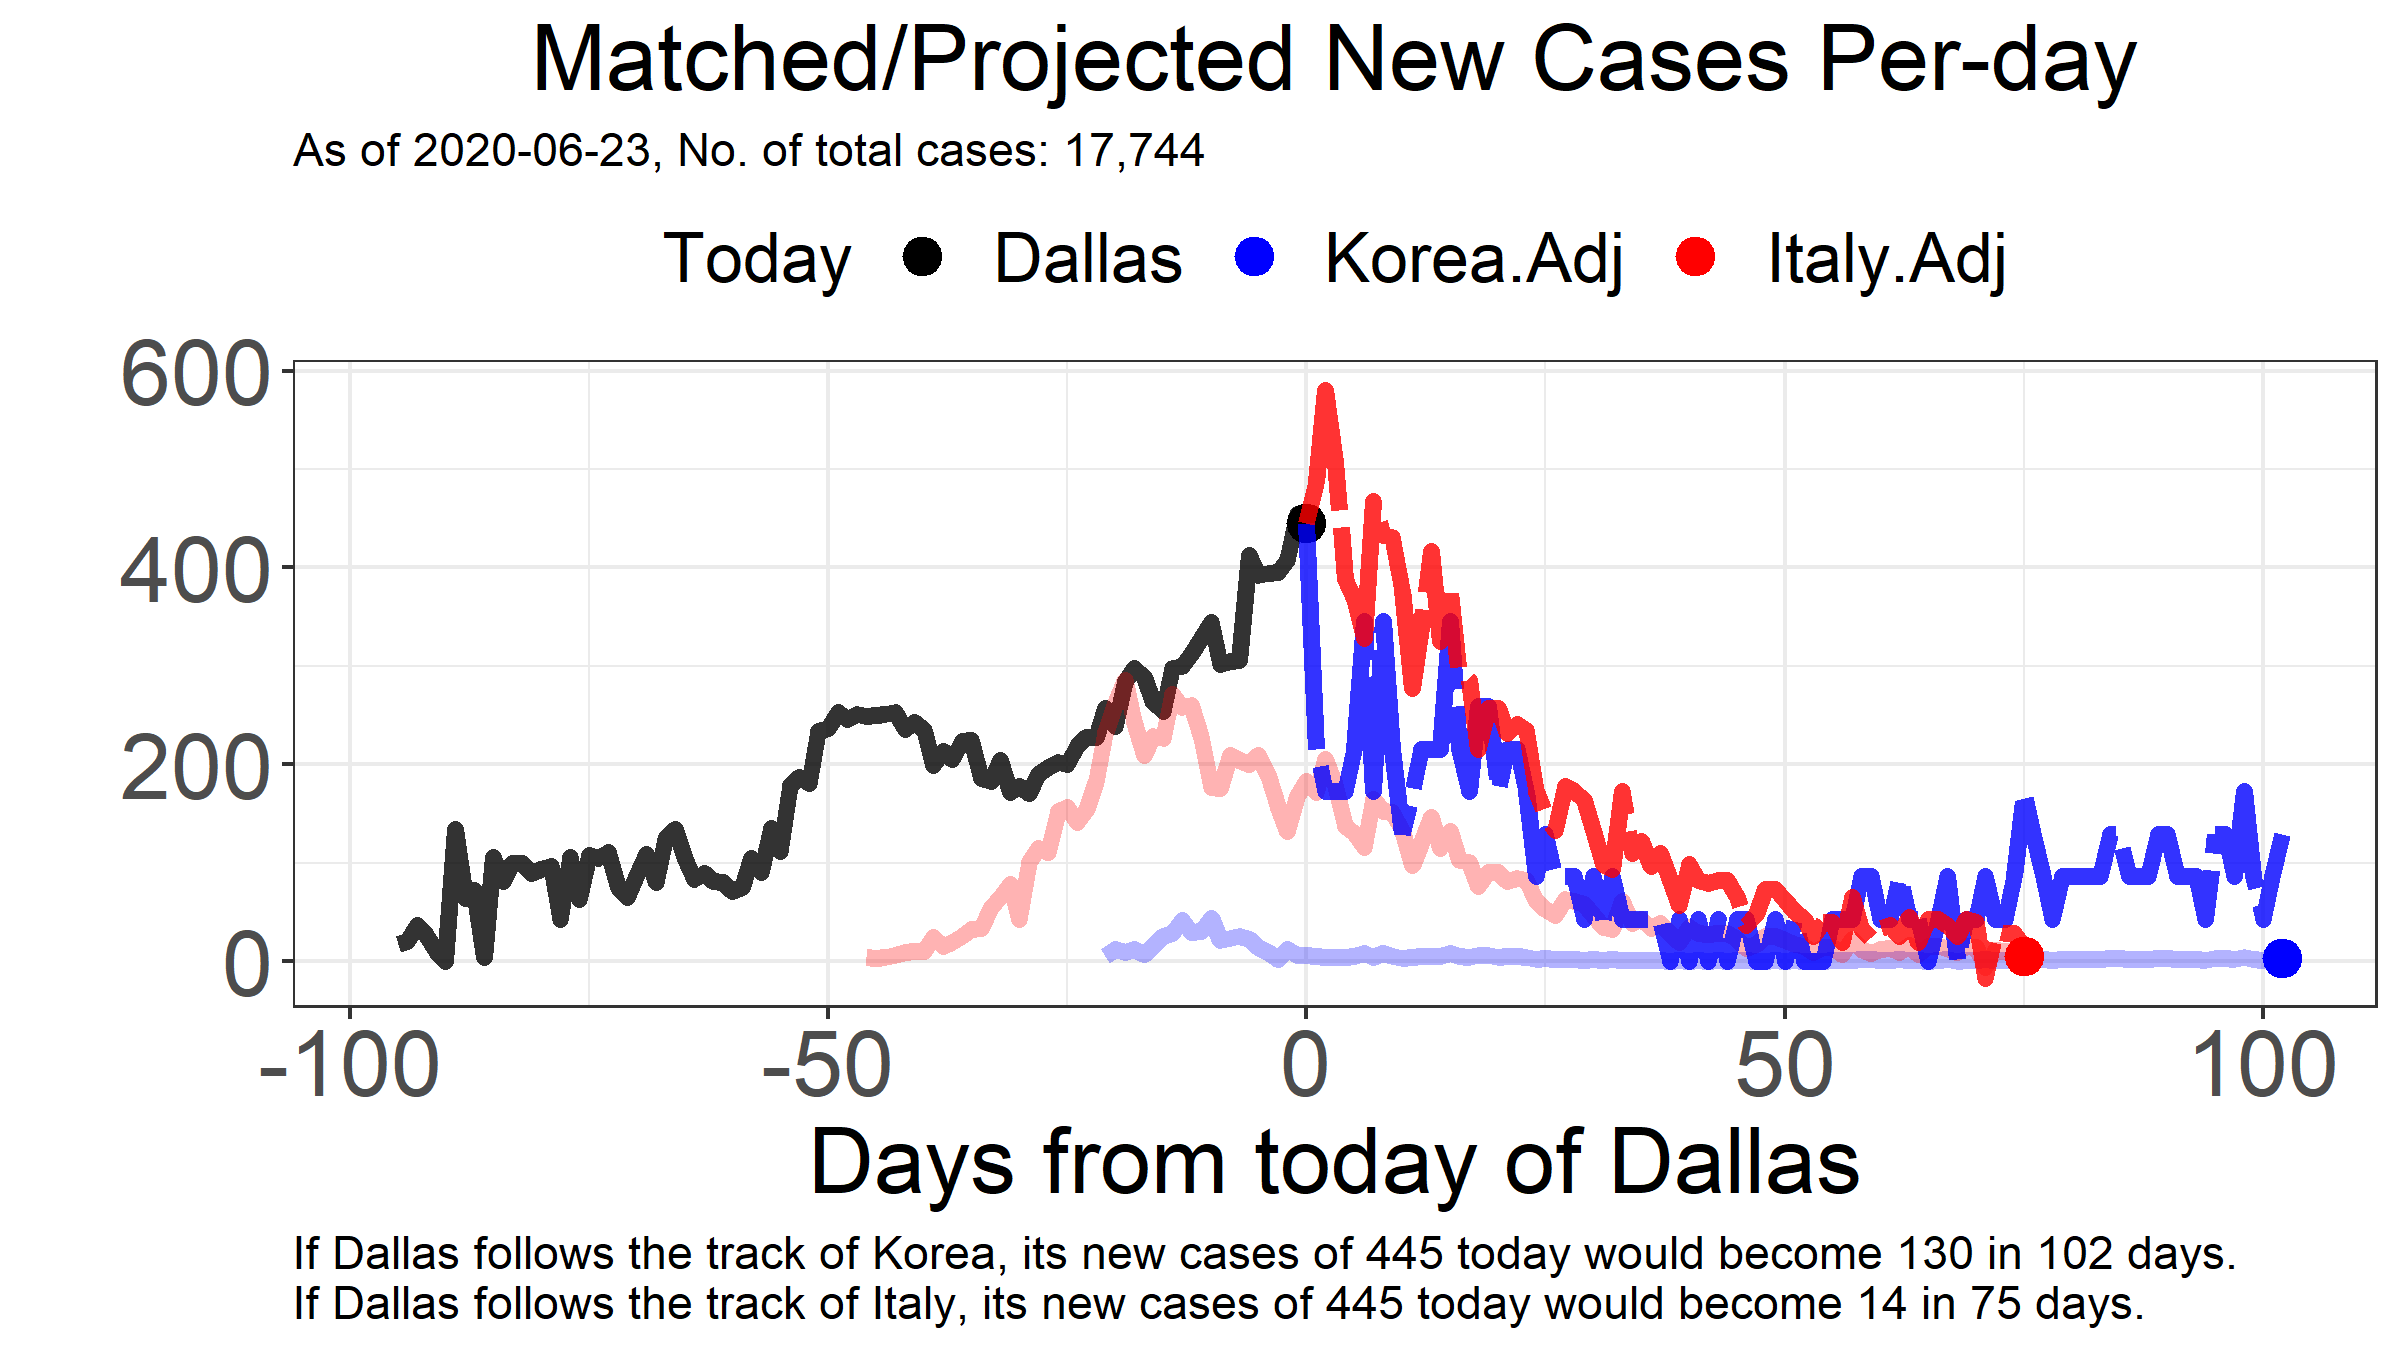 Matched/Projected New Cases Per-day
As of 2020-06-23, No. of total cases: 17,744
Today Dallas Korea.Adj Italy.Adj
600
400
200
0
-100 -50 0 50 100
Days from today of Dallas
If Dallas follows the track of Korea, its new cases of 445 today would become 130 in 102 days.
If Dallas follows the track of Italy, its new cases of 445 today would become 14 in 75 days.